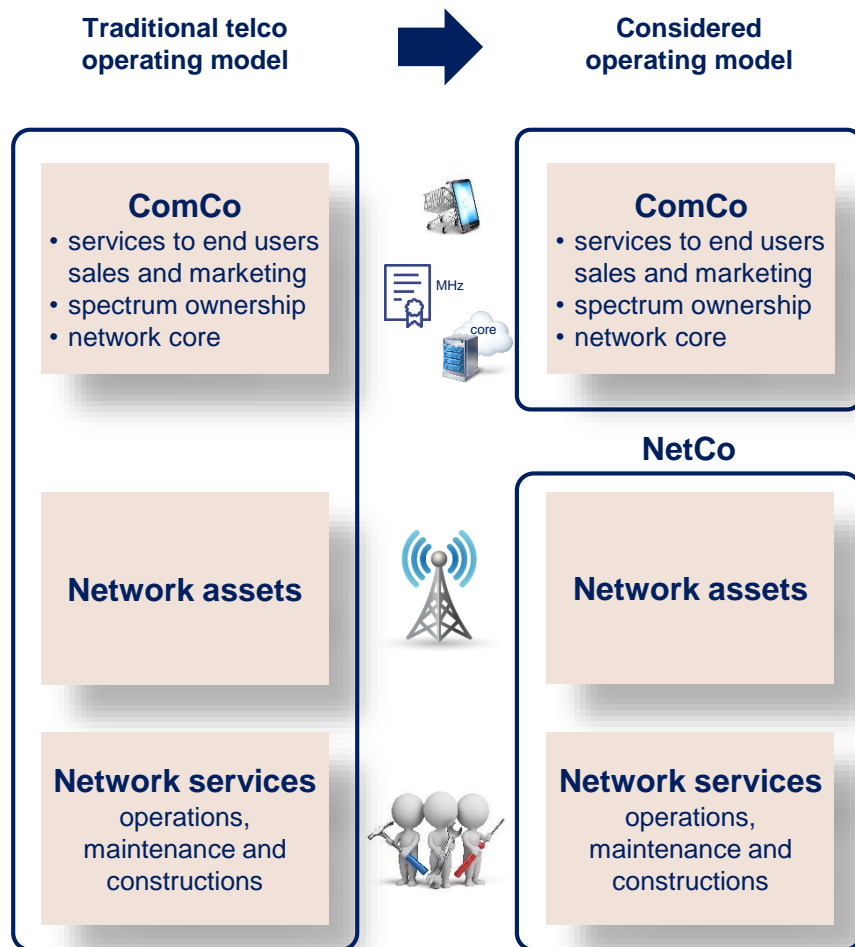 Traditional telco
operating model
Considered
operating model
ComCo
• services to end users
sales and marketing
• spectrum ownership
• network core
MHz
core
ComCo
• services to end users
sales and marketing
• spectrum ownership
• network core
NetCo
Network assets
Network assets
Network services
operations,
maintenance and
constructions
Network services
operations,
maintenance and
constructions